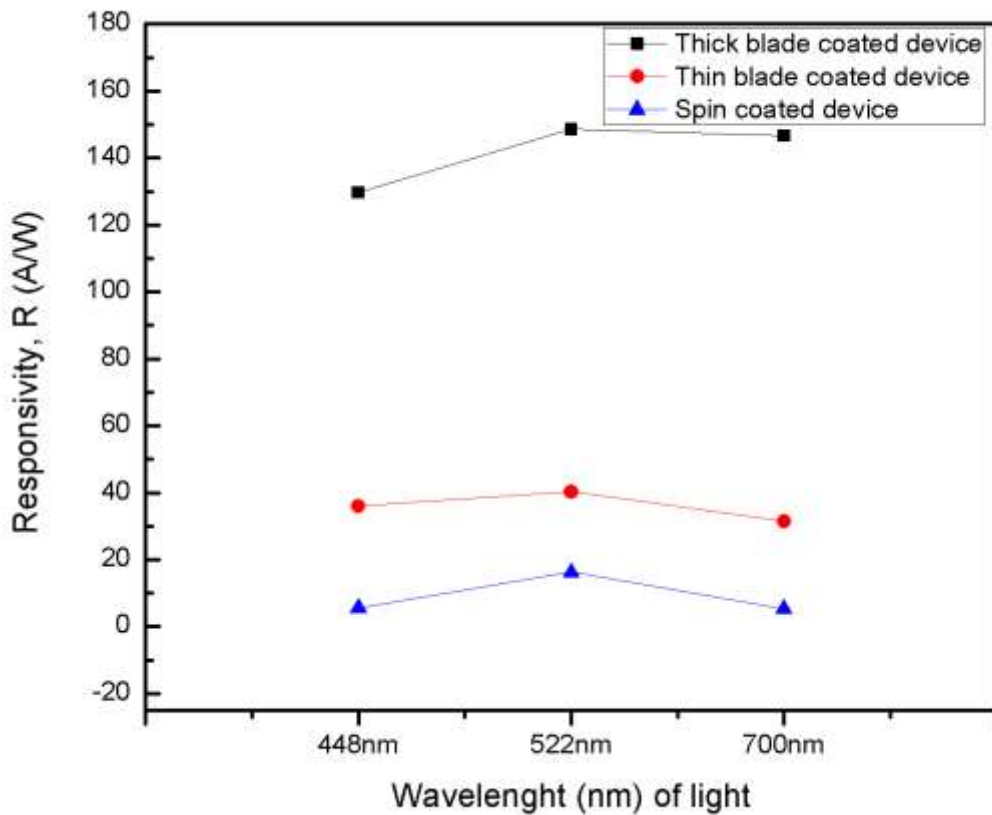 180
160
140
120
100
80
60
40
20
0
-20
Responsivity, R (A/W)
Thick blade coated device
Thin blade coated device
Spin coated device
448nm
522nm
700nm
Wavelenght (nm) of light